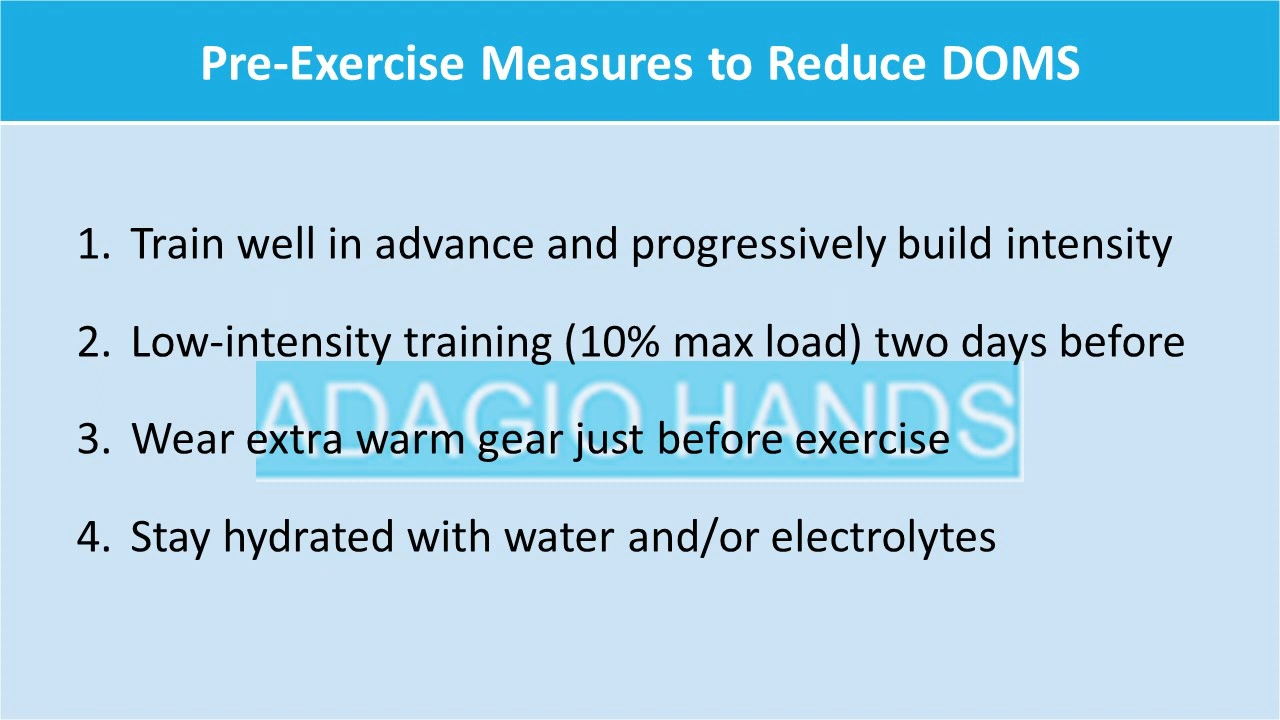 Pre-Exercise Measures to Reduce DOMS
1. Train well in advance and progressively build intensity
2. Low-intensity training (10% max load) two days before
ADAGIO HANDS
3. Wear extra warm gear just before exercise
4. Stay hydrated with water and/or electrolytes